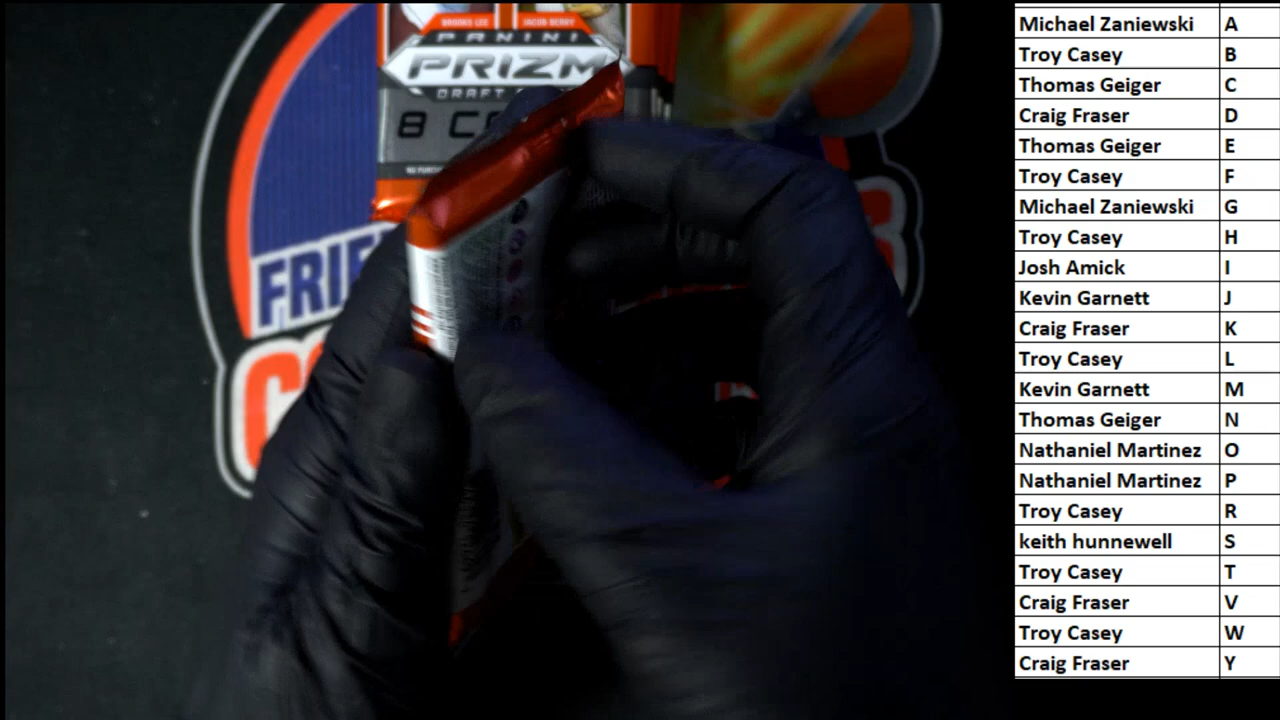 BROOKS LEE JACOB BERRY
PANINI
PRIZM
DRAFT
8 C
FRIE
C
Michael Zaniewski A
Troy Casey B
Thomas Geiger C
Craig Fraser D
Thomas Geiger E
Troy Casey F
Michael Zaniewski G
Troy Casey H
Josh Amick I
Kevin Garnett J
Craig Fraser K
Troy Casey L
Kevin Garnett M
Thomas Geiger N
Nathaniel Martinez O
Nathaniel Martinez P
Troy Casey R
keith hunnewell S
Troy Casey T
Craig Fraser V
Troy Casey W
Craig Fraser Y